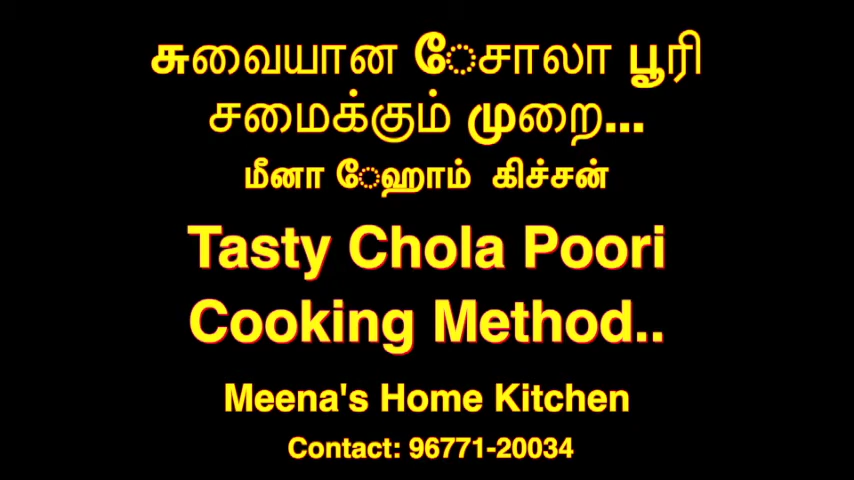 சுவையான ேசாலா பூரி
சமைக்கும் முறை...
மீனா ேஹாம் கிச்சன்
Tasty Chola Poori
Cooking Method..
Meena's Home Kitchen
Contact: 96771-20034